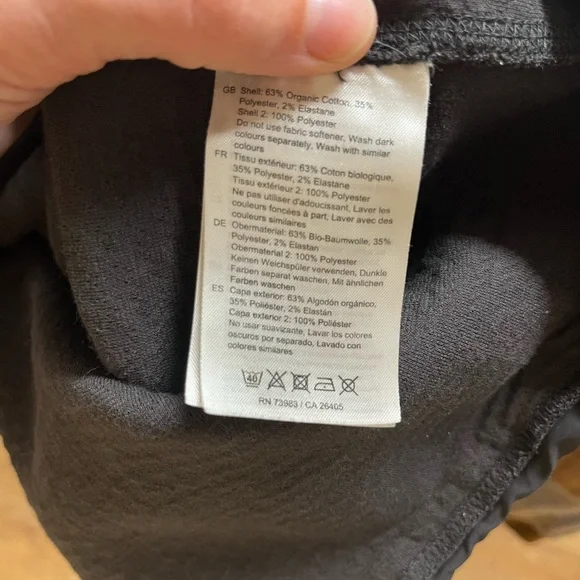 GB Shell: 63% Organic Cotton, 35%
Polyester, 2% Elastane
Shell 2: 100% Polyester
Do not use fabric softener, Wash dark
colours separately, Wash with similar
colours
FR Tissu extérieur: 63% Coton biologique,
35% Polyester, 2% Elastane
Tissu extérieur 2: 100% Polyester
Ne pas utiliser d'adoucissant, Laver les
couleurs foncées à part, Laver avec des
couleurs similaires
DE Obermaterial: 63% Bio-Baumwolle, 35%
Polyester, 2% Elastan
Obermaterial 2: 100% Polyester
Keinen Weichspüler verwenden, Dunkle
Farben separat waschen, Mit ähnlichen
Farben waschen
ES Capa exterior: 63% Algodón orgánico,
35% Poliéster, 2% Elastán
Capa exterior 2: 100% Poliéster
No usar suavizante, Lavar los colores
oscuros por separado, Lavado con
colores similares
40
RN 73983 / CA 26405